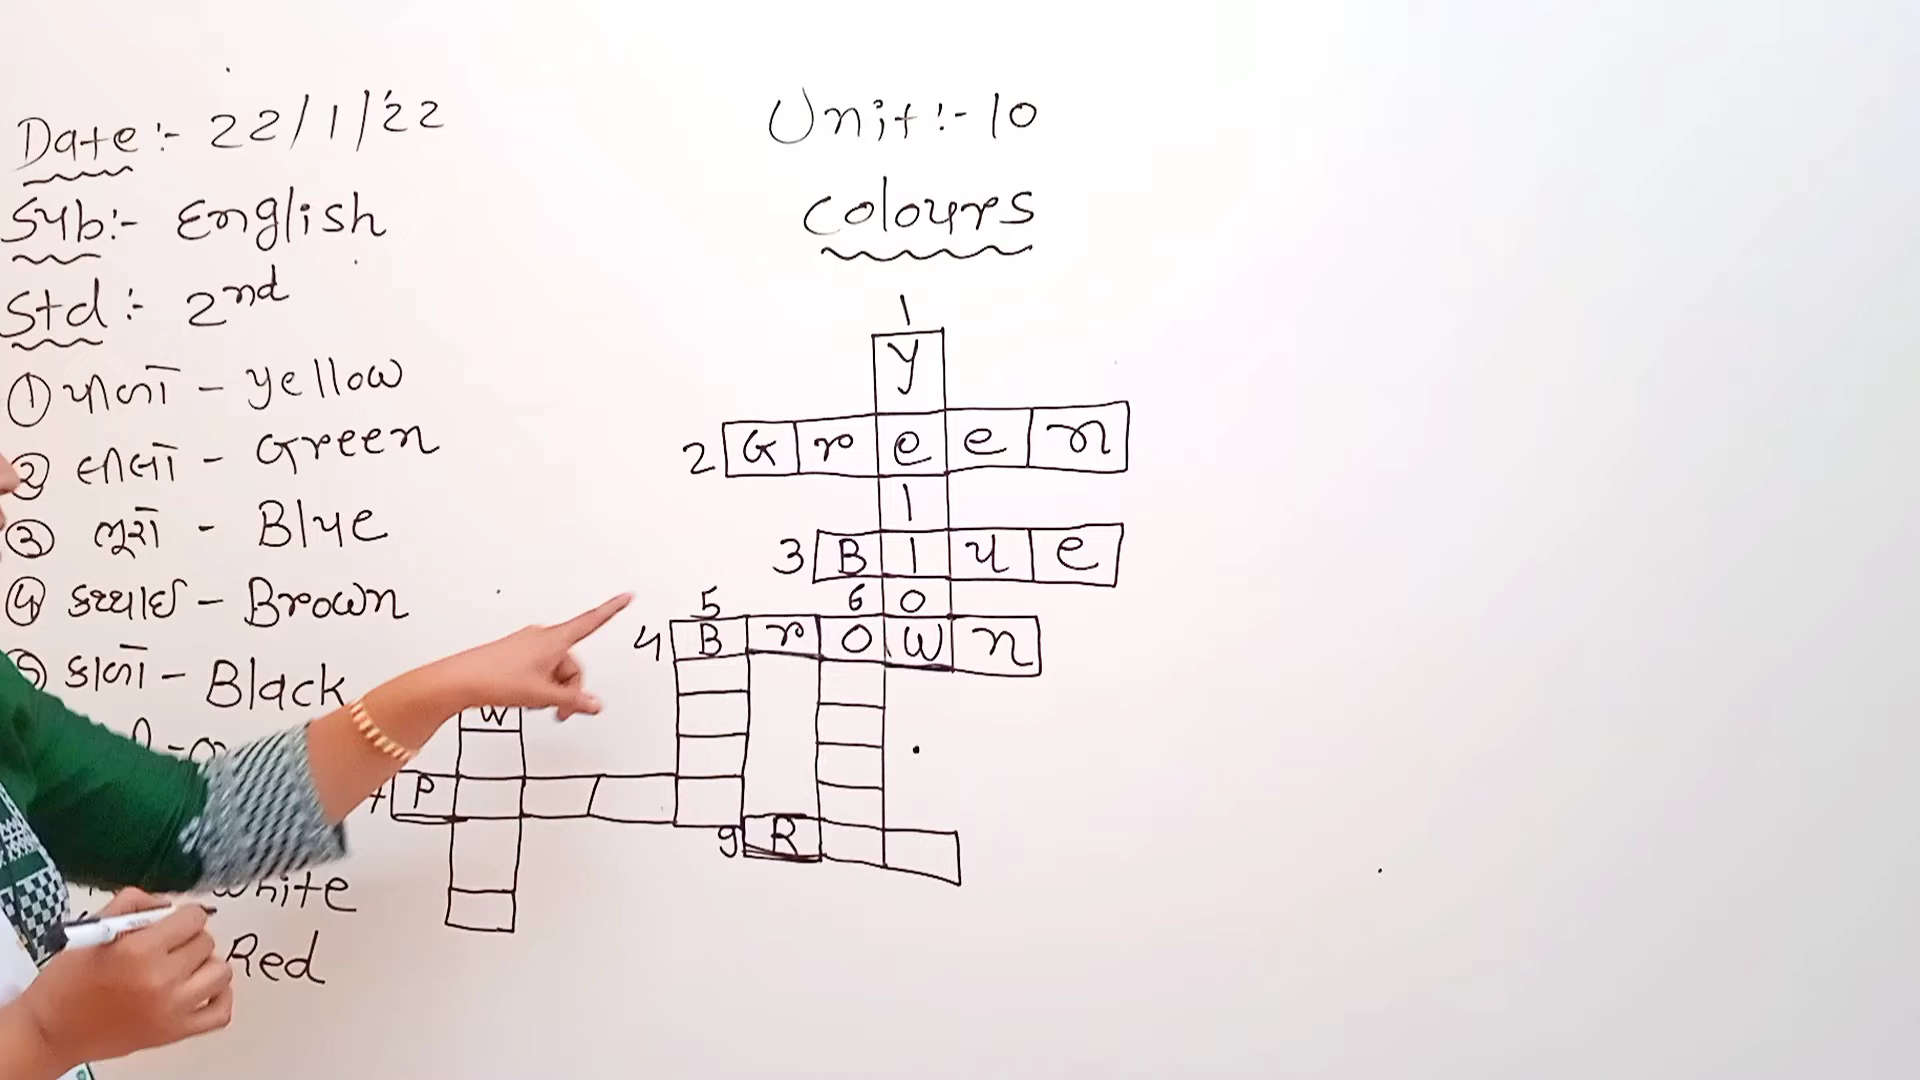 Date :- 22/1/'22
Sub:- English
Std :- 2nd
① પીળો - yellow
② લીલો - Green
③ ભૂરો - Blue
④ કથ્થાઈ - Brown
કાળો - Black
White
Red
Unit :- 10
Colours
1
y
2 G r e e n
l
3 B l u e
5 6 o
4 B r o w n
W
P
9 R